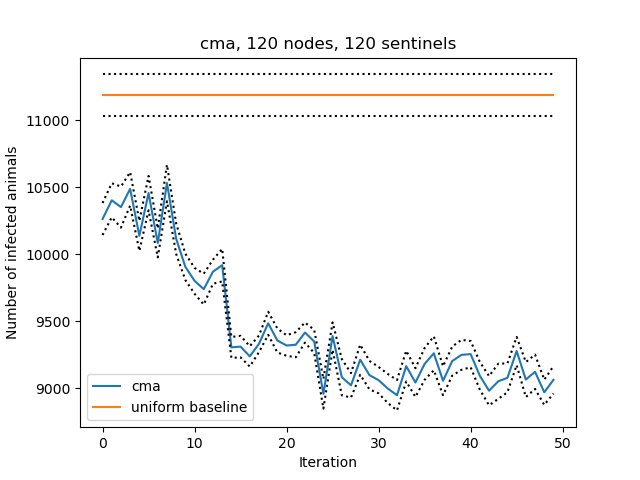 cma, 120 nodes, 120 sentinels
Number of infected animals
11000
10500
10000
9500
9000
cma
uniform baseline
0 10 20 30 40 50
Iteration